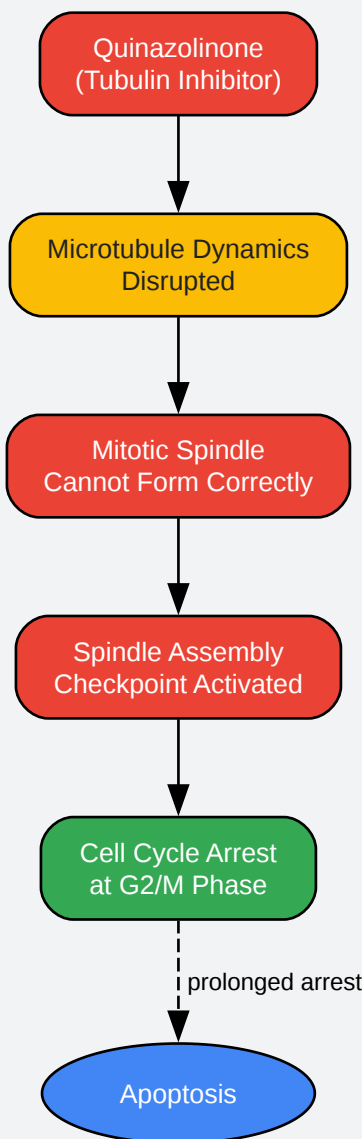 Quinazolinone
(Tubulin Inhibitor)
Microtubule Dynamics
Disrupted
Mitotic Spindle
Cannot Form Correctly
Spindle Assembly
Checkpoint Activated
Cell Cycle Arrest
at G2/M Phase
prolonged arrest
Apoptosis